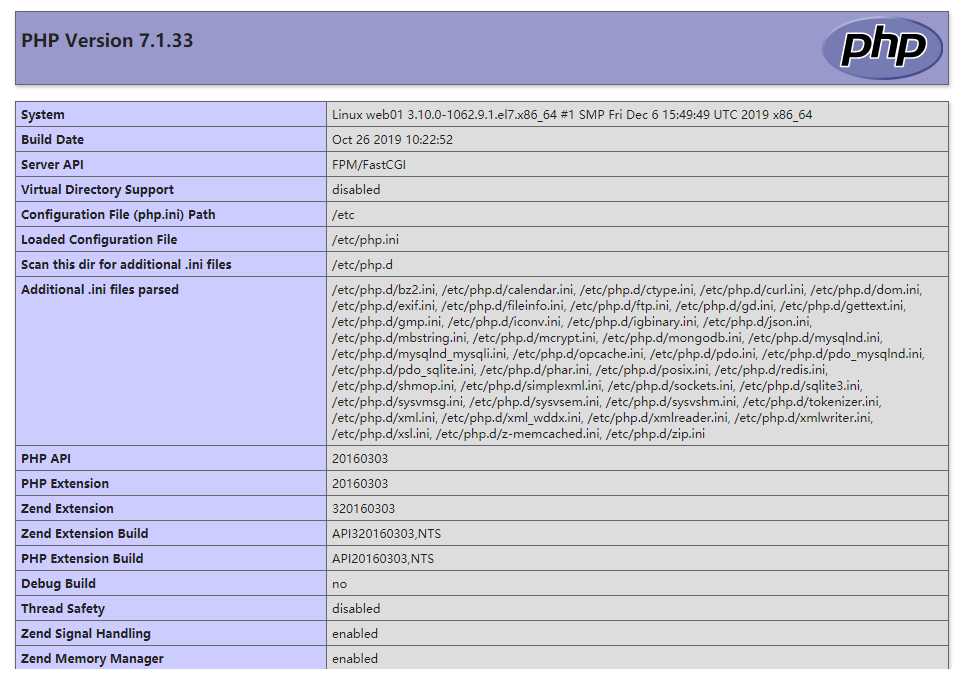 PHP Version 7.1.33
php
System Linux web01 3.10.0-1062.9.1.el7.x86_64 #1 SMP Fri Dec 6 15:49:49 UTC 2019 x86_64
Build Date Oct 26 2019 10:22:52
Server API FPM/FastCGI
Virtual Directory Support disabled
Configuration File (php.ini) Path /etc
Loaded Configuration File /etc/php.ini
Scan this dir for additional .ini files /etc/php.d
Additional .ini files parsed /etc/php.d/bz2.ini, /etc/php.d/calendar.ini, /etc/php.d/ctype.ini, /etc/php.d/curl.ini, /etc/php.d/dom.ini,
/etc/php.d/exif.ini, /etc/php.d/fileinfo.ini, /etc/php.d/ftp.ini, /etc/php.d/gd.ini, /etc/php.d/gettext.ini,
/etc/php.d/gmp.ini, /etc/php.d/iconv.ini, /etc/php.d/igbinary.ini, /etc/php.d/json.ini,
/etc/php.d/mbstring.ini, /etc/php.d/mcrypt.ini, /etc/php.d/mongodb.ini, /etc/php.d/mysqlnd.ini,
/etc/php.d/mysqlnd_mysqli.ini, /etc/php.d/opcache.ini, /etc/php.d/pdo.ini, /etc/php.d/pdo_mysqlnd.ini,
/etc/php.d/pdo_sqlite.ini, /etc/php.d/phar.ini, /etc/php.d/posix.ini, /etc/php.d/redis.ini,
/etc/php.d/shmop.ini, /etc/php.d/simplexml.ini, /etc/php.d/sockets.ini, /etc/php.d/sqlite3.ini,
/etc/php.d/sysvmsg.ini, /etc/php.d/sysvsem.ini, /etc/php.d/sysvshm.ini, /etc/php.d/tokenizer.ini,
/etc/php.d/xml.ini, /etc/php.d/xml_wddx.ini, /etc/php.d/xmlreader.ini, /etc/php.d/xmlwriter.ini,
/etc/php.d/xsl.ini, /etc/php.d/z-memcached.ini, /etc/php.d/zip.ini
PHP API 20160303
PHP Extension 20160303
Zend Extension 320160303
Zend Extension Build API320160303,NTS
PHP Extension Build API20160303,NTS
Debug Build no
Thread Safety disabled
Zend Signal Handling enabled
Zend Memory Manager enabled